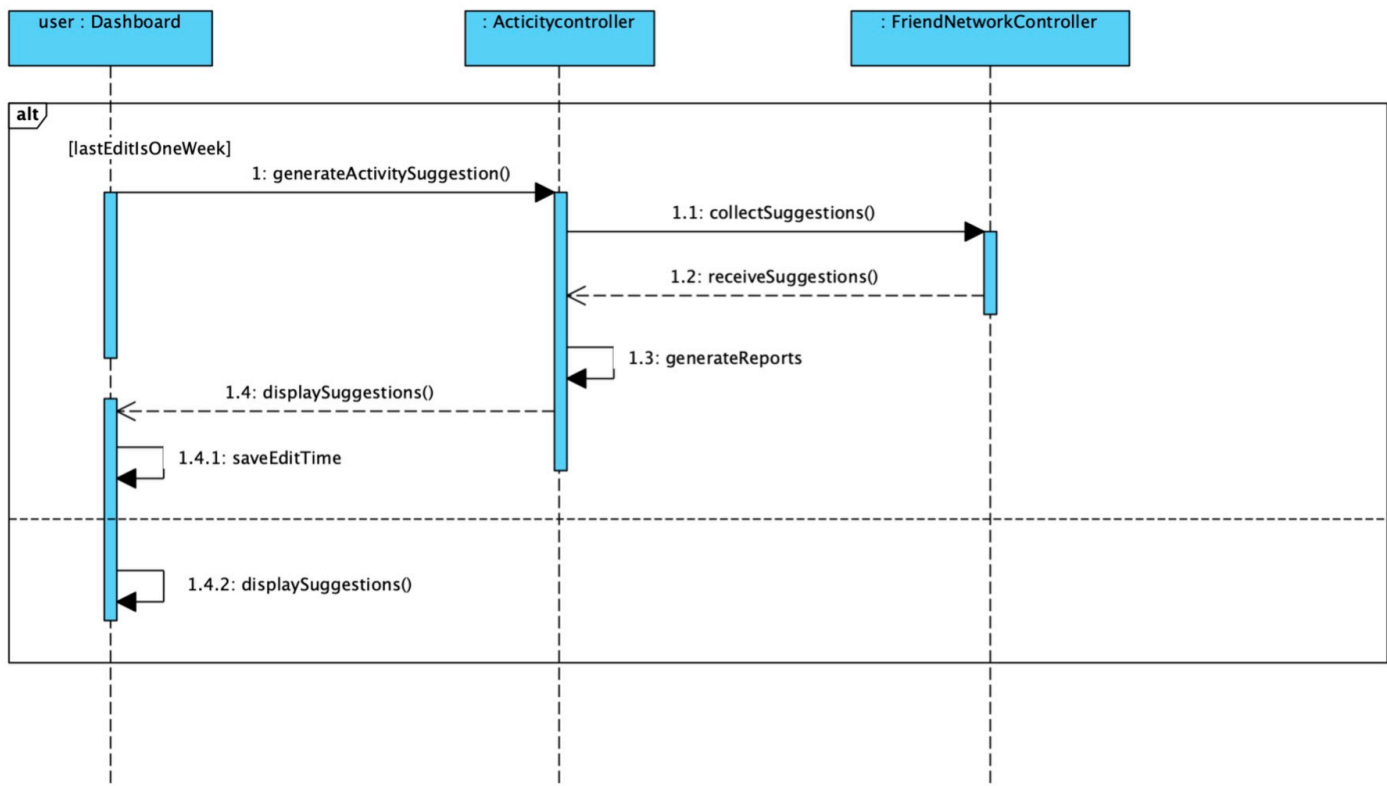 user : Dashboard
: Acticitycontroller
: FriendNetworkController
alt
[lastEditIsOneWeek]
1: generateActivitySuggestion()
1.1: collectSuggestions()
1.2: receiveSuggestions()
1.3: generateReports
1.4: displaySuggestions()
1.4.1: saveEditTime
1.4.2: displaySuggestions()